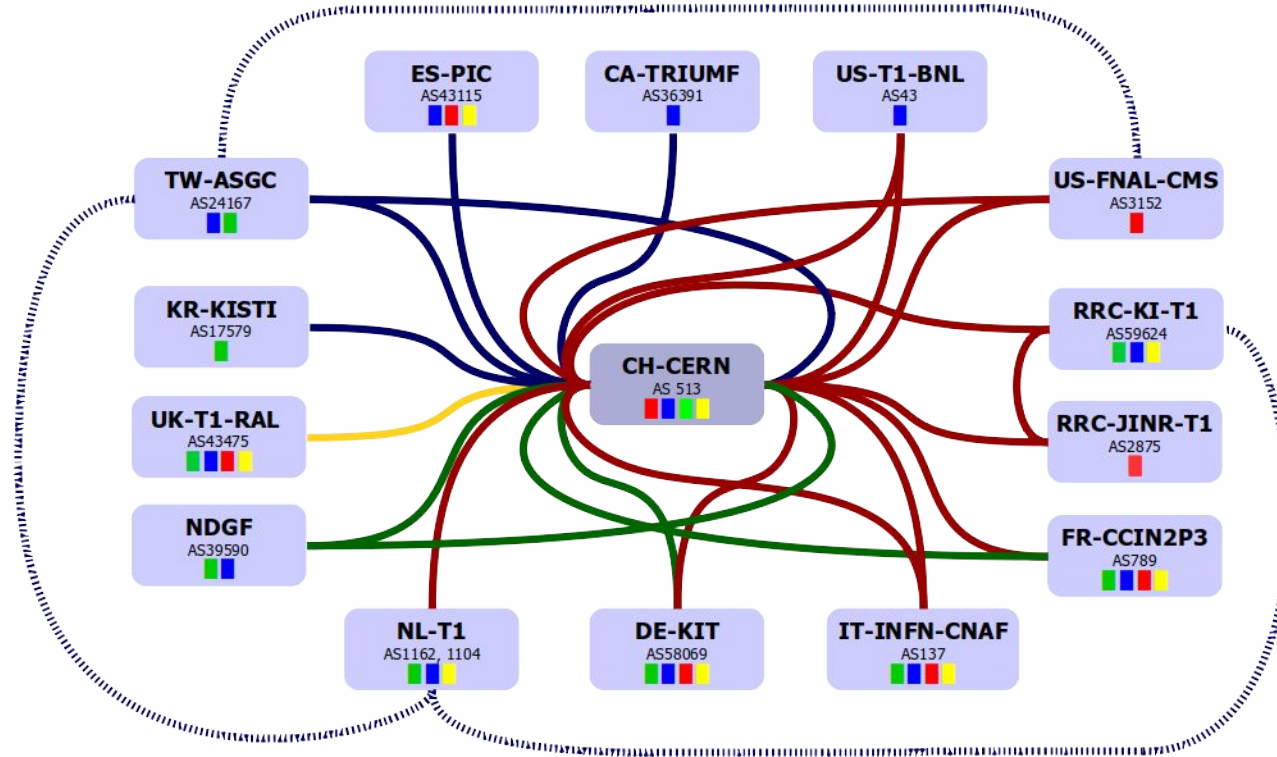 ES-PIC
AS43115
CA-TRIUMF
AS36391
US-T1-BNL
AS43
TW-ASGC
AS24167
US-FNAL-CMS
AS3152
KR-KISTI
AS17579
RRC-KI-T1
AS59624
CH-CERN
AS 513
UK-T1-RAL
AS43475
RRC-JINR-T1
AS2875
NDGF
AS39590
FR-CCIN2P3
AS789
NL-T1
AS1162, 1104
DE-KIT
AS58069
IT-INFN-CNAF
AS137